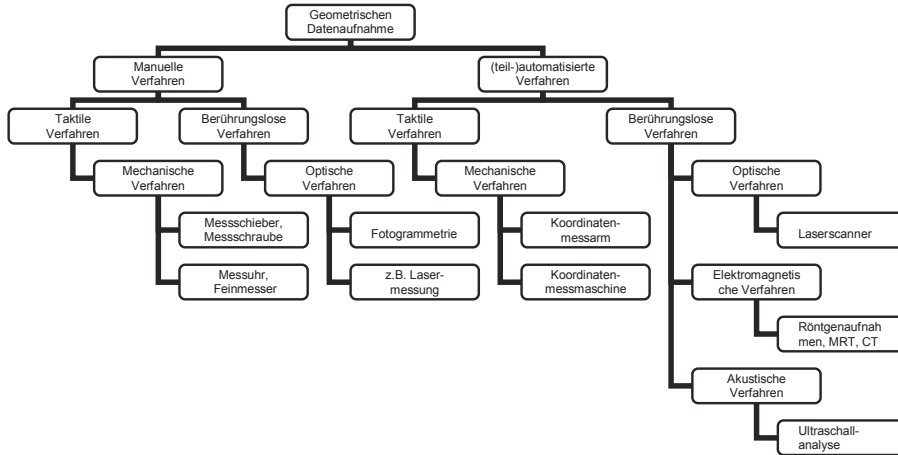 Geometrischen
Datenaufnahme
Manuelle
Verfahren
(teil-)automatisierte
Verfahren
Taktile
Verfahren
Berührungslose
Verfahren
Taktile
Verfahren
Berührungslose
Verfahren
Mechanische
Verfahren
Optische
Verfahren
Mechanische
Verfahren
Optische
Verfahren
Messschieber,
Messschraube
Fotogrammetrie
Koordinaten-
messarm
Laserscanner
Messuhr,
Feinmesser
z.B. Laser-
messung
Koordinaten-
messmaschine
Elektromagnetis
che Verfahren
Röntgenaufnah
men, MRT, CT
Akustische
Verfahren
Ultraschall-
analyse